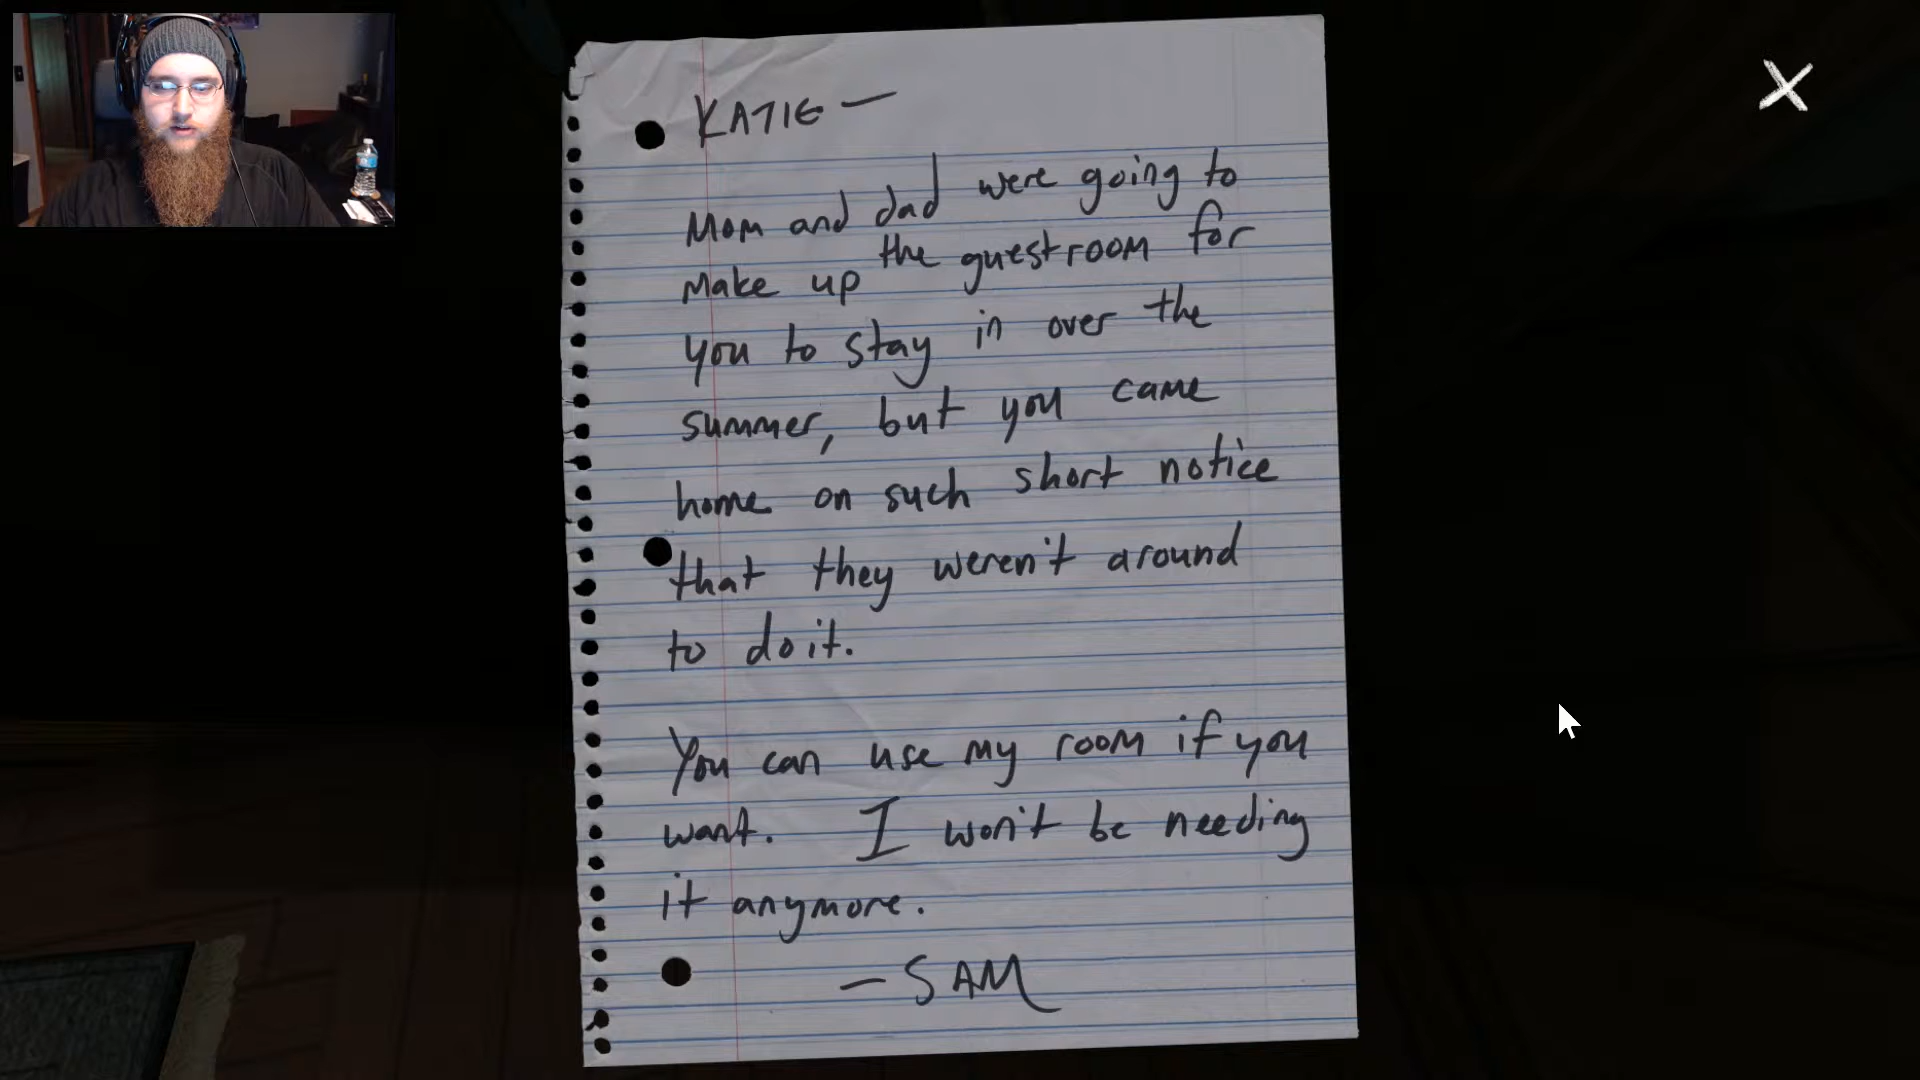 KATIE —
Mom and dad were going to
make up the guestroom for
you to stay in over the
summer, but you came
home on such short notice
that they weren't around
to do it.
You can use my room if you
want. I won't be needing
it anymore.
— SAM